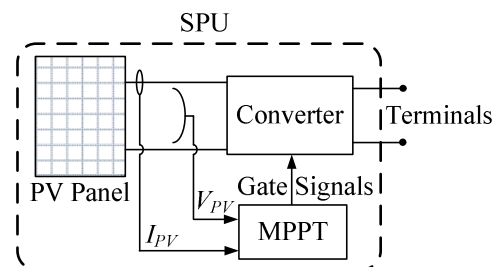 SPU
Converter
Terminals
PV Panel
Gate Signals
V_PV
I_PV
MPPT